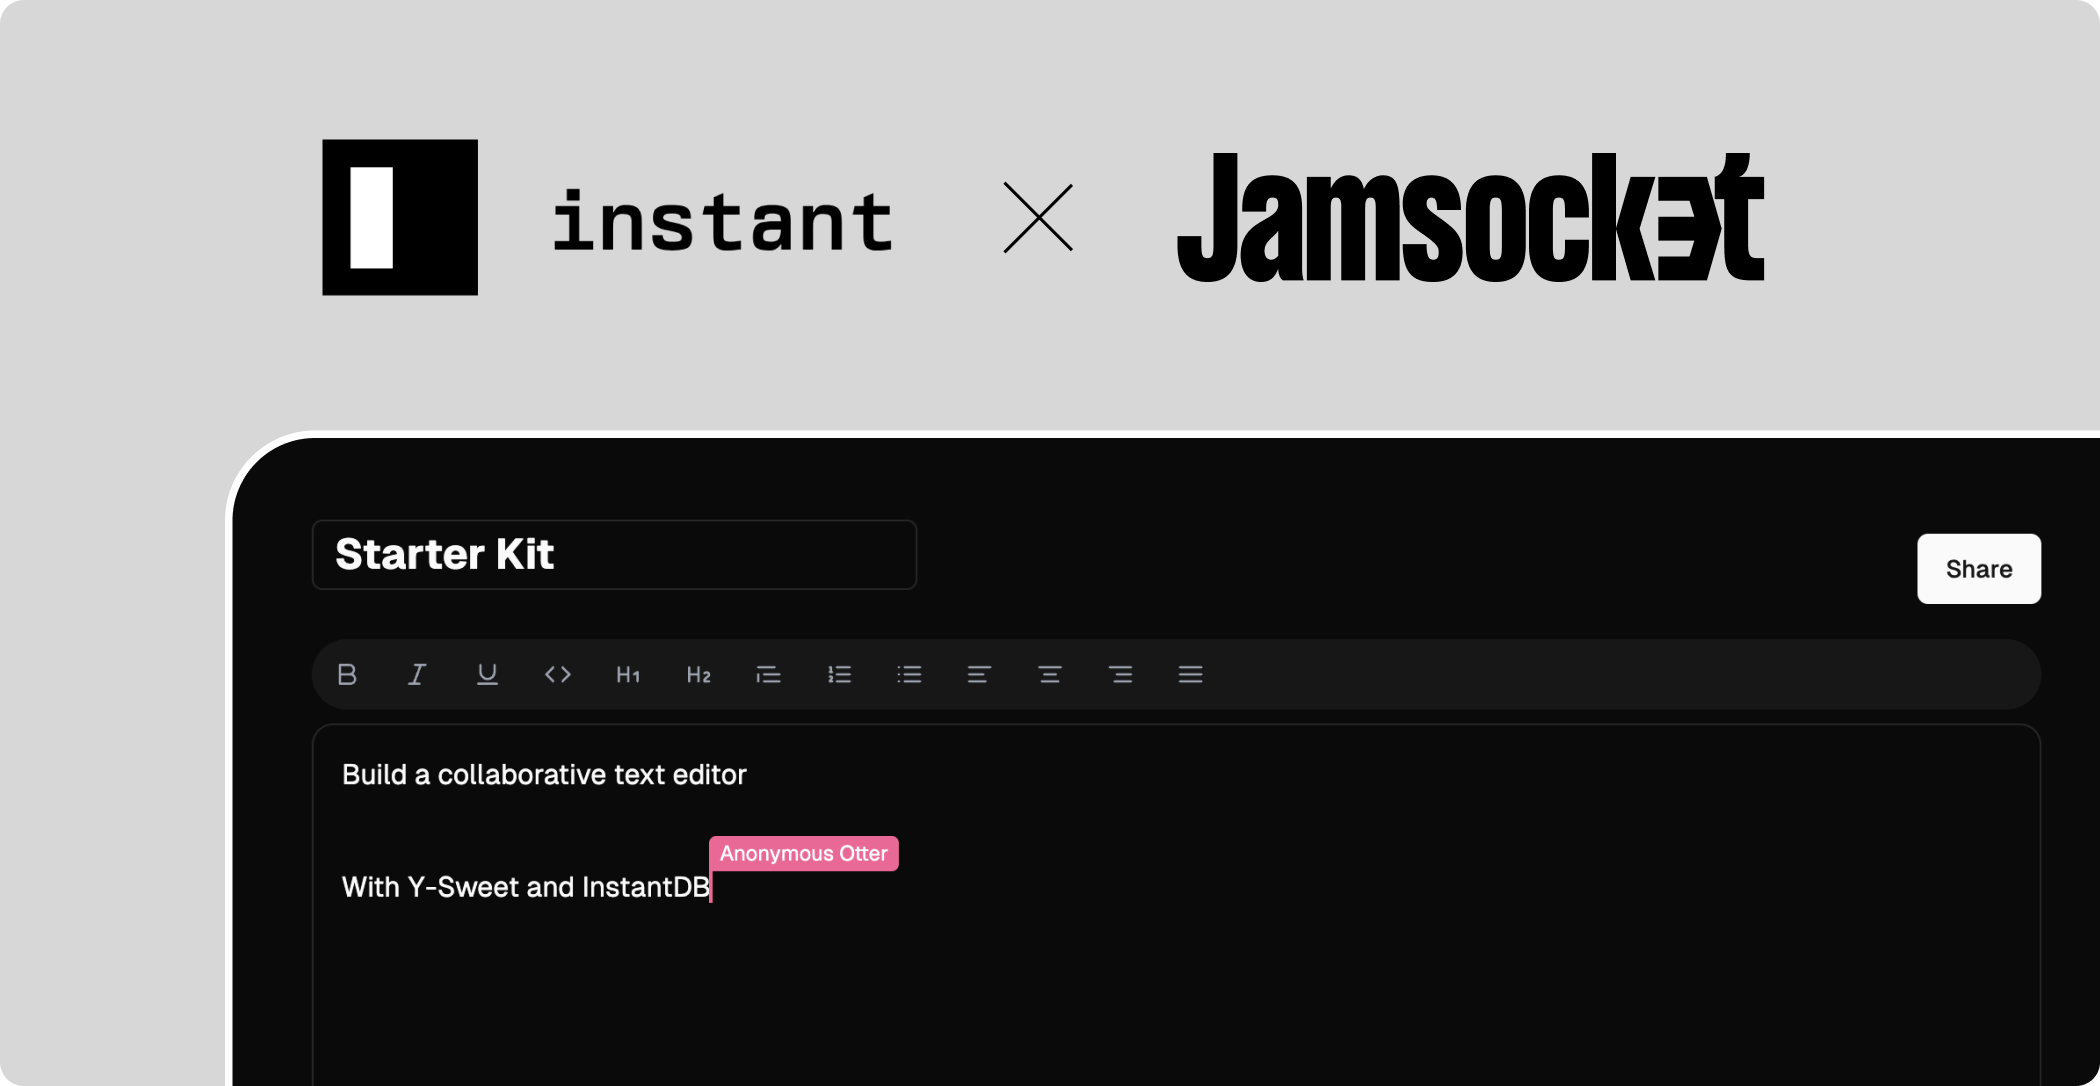 instant
Jamsocket
Starter Kit
Share
B I U <> H1 H2
Build a collaborative text editor
Anonymous Otter
With Y-Sweet and InstantDB